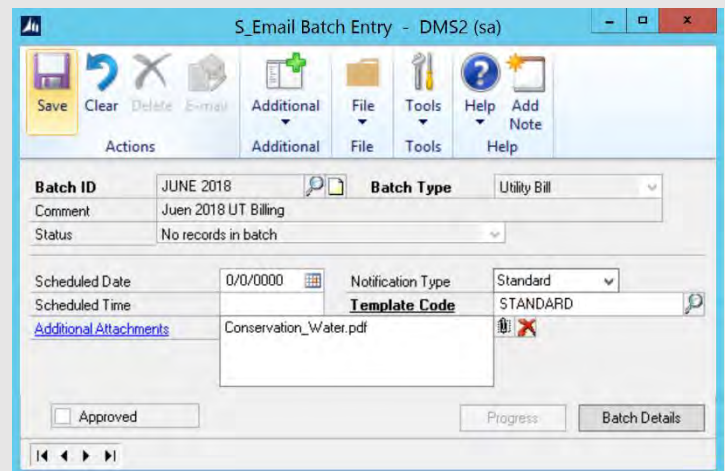 S_Email Batch Entry - DMS2 (sa)
Save Clear Delete E-mail Additional File Tools Help Add Note
Actions Additional File Tools Help
Batch ID JUNE 2018 Batch Type Utility Bill
Comment Juen 2018 UT Billing
Status No records in batch
Scheduled Date 0/0/0000 Notification Type Standard
Scheduled Time Template Code STANDARD
Additional Attachments Conservation_Water.pdf
Approved Progress Batch Details